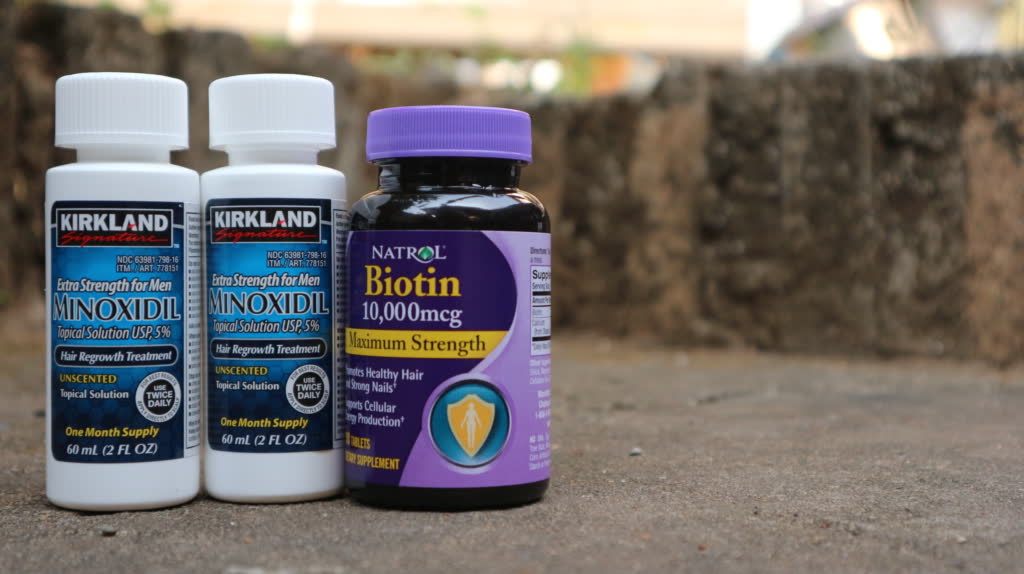 KIRKLAND
Signature™
NDC 63981-798-16
ITM./ART.778151
Extra Strength for Men
MINOXIDIL
Topical Solution USP, 5%
Hair Regrowth Treatment
UNSCENTED
Topical Solution
USE
TWICE
DAILY
One Month Supply
60 mL (2 FL OZ)
KIRKLAND
Signature™
NDC 63981-798-16
ITM./ART.778151
Extra Strength for Men
MINOXIDIL
Topical Solution USP, 5%
Hair Regrowth Treatment
UNSCENTED
Topical Solution
USE
TWICE
DAILY
One Month Supply
60 mL (2 FL OZ)
NATROL
Biotin
10,000mcg
Maximum Strength
Healthy Hair
Strong Nails†
Cellular
Production†
TABLETS
SUPPLEMENT